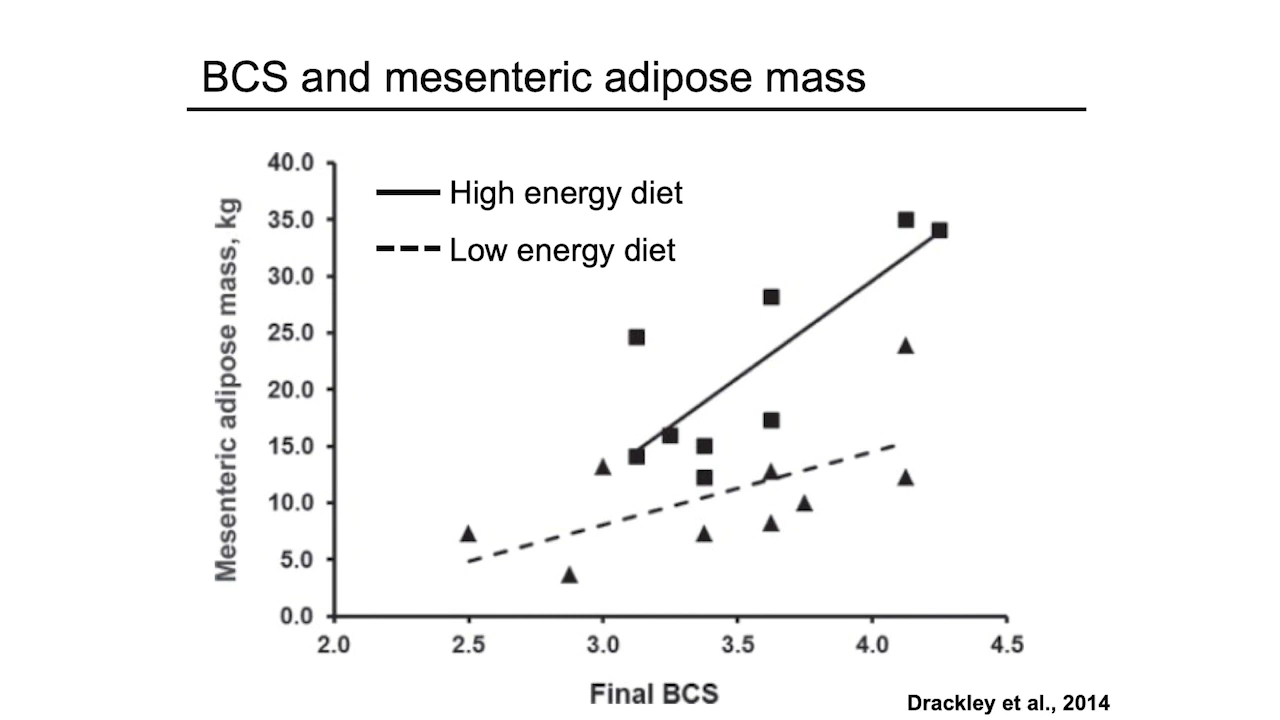 BCS and mesenteric adipose mass
High energy diet
Low energy diet
Mesenteric adipose mass, kg
40.0
35.0
30.0
25.0
20.0
15.0
10.0
5.0
0.0
2.0 2.5 3.0 3.5 4.0 4.5
Final BCS
Drackley et al., 2014